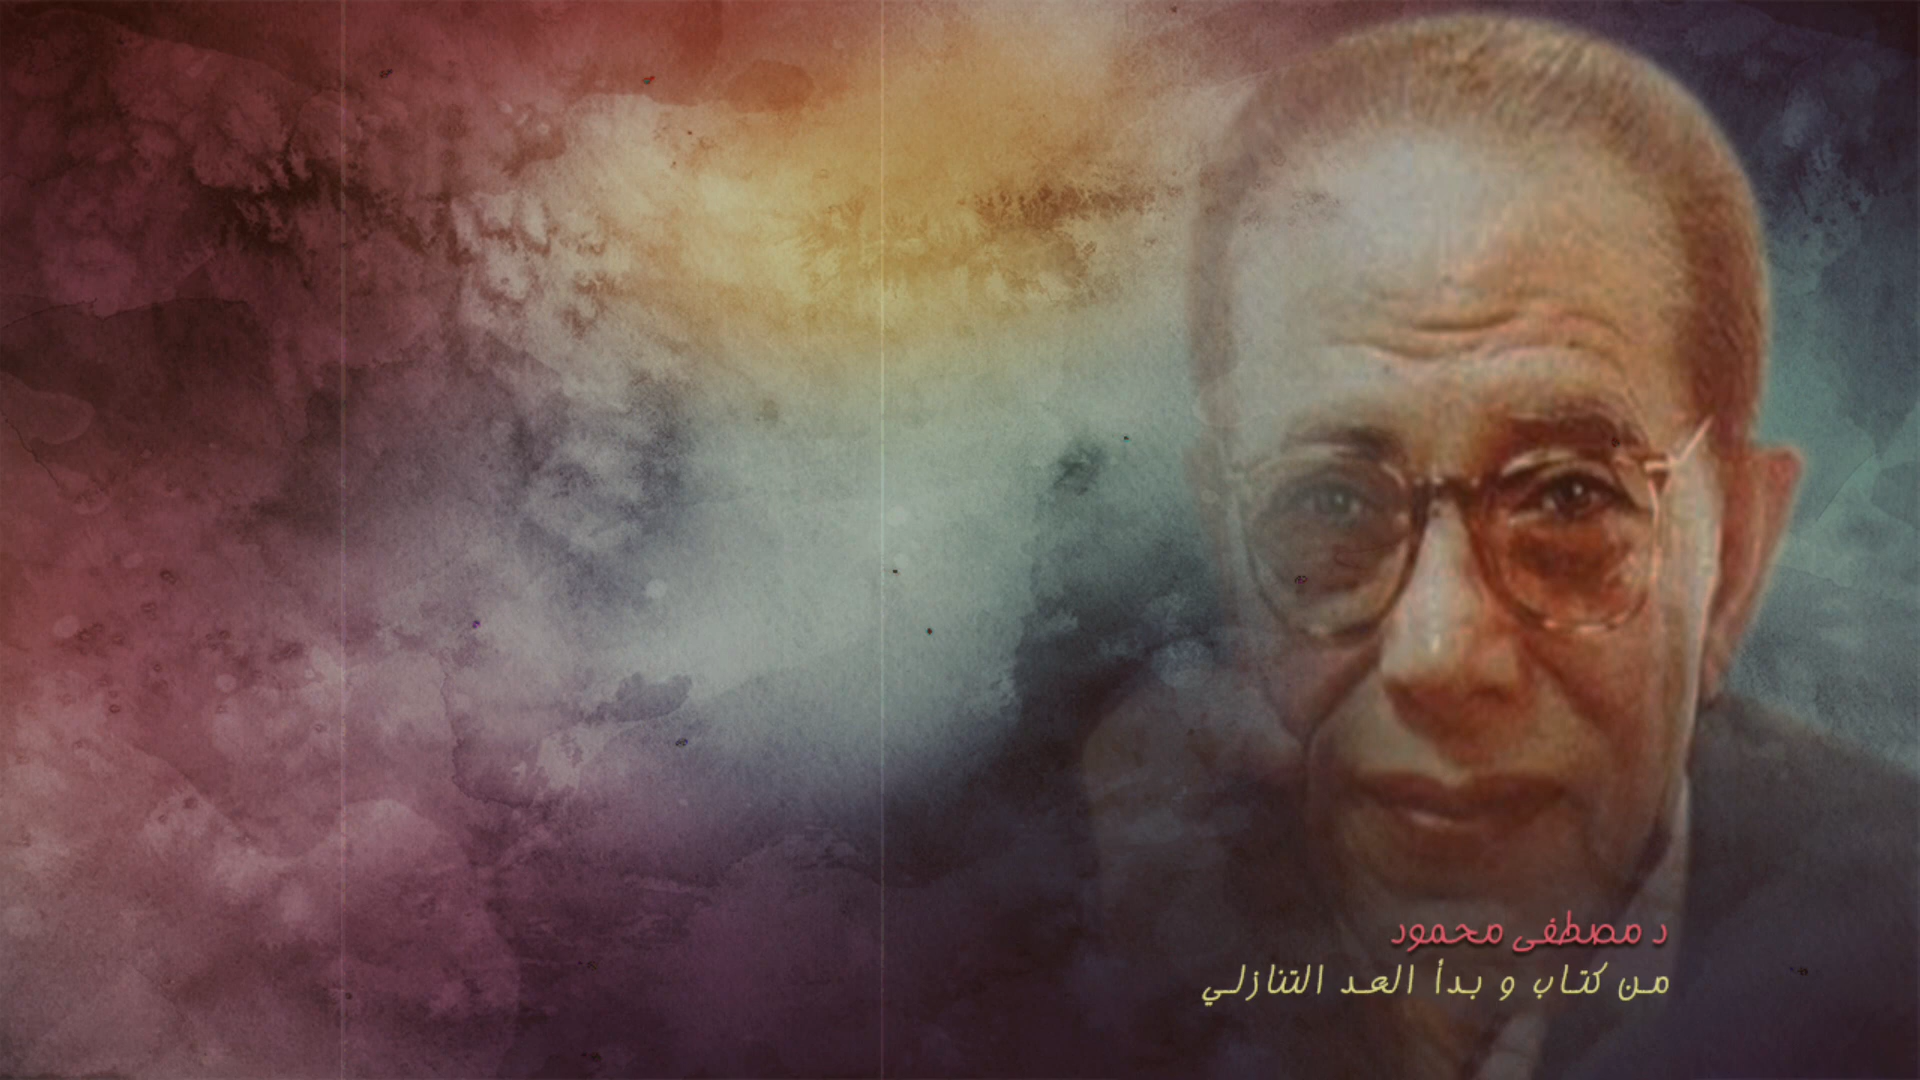 د مصطفى محمود
من كتاب و بدأ العد التنازلي